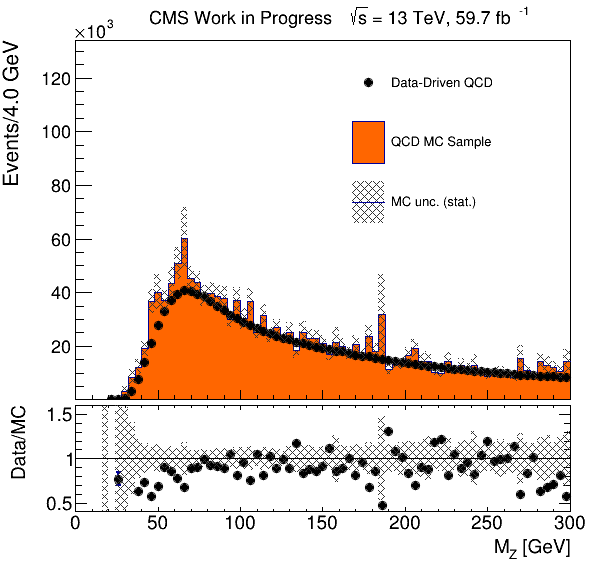 CMS Work in Progress √s = 13 TeV, 59.7 fb⁻¹
×10³
Events/4.0 GeV
120
100
80
60
40
20
Data-Driven QCD
QCD MC Sample
MC unc. (stat.)
Data/MC
1.5
1
0.5
0 50 100 150 200 250 300
M_Z [GeV]